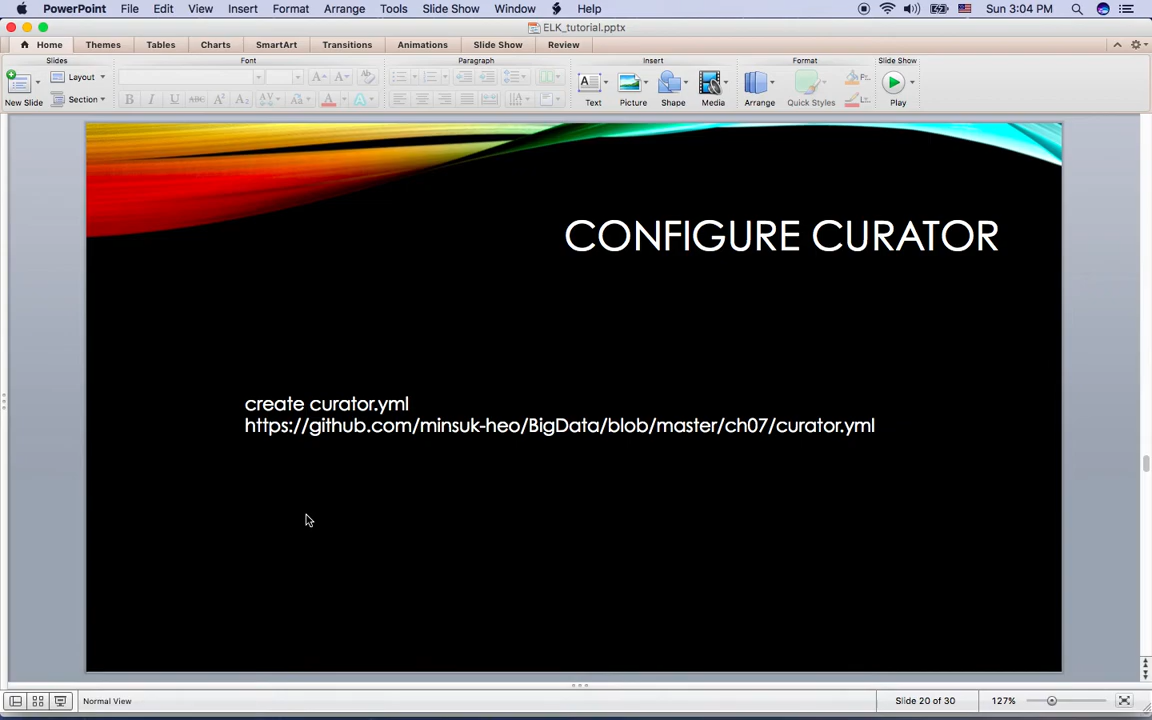 PowerPoint File Edit View Insert Format Arrange Tools Slide Show Window Help Sun 3:04 PM
ELK_tutorial.pptx
Home Themes Tables Charts SmartArt Transitions Animations Slide Show Review
Slides Font Paragraph Insert Format Slide Show
Layout
New Slide Section Text Picture Shape Media Arrange Quick Styles Play
CONFIGURE CURATOR
create curator.yml
https://github.com/minsuk-heo/BigData/blob/master/ch07/curator.yml
Normal View Slide 20 of 30 127%